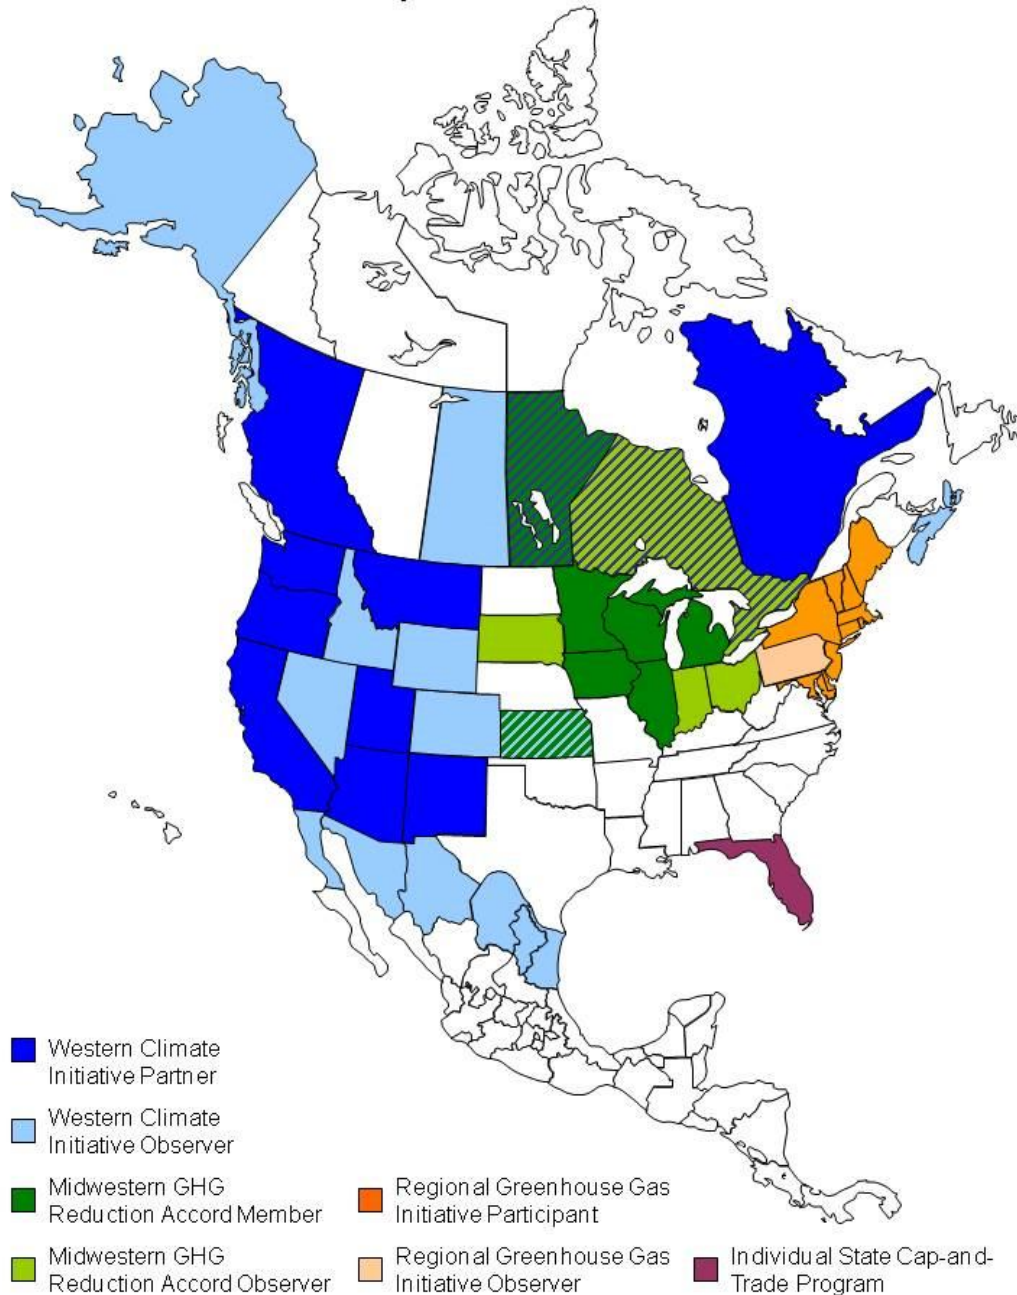 Western Climate
Initiative Partner
Western Climate
Initiative Observer
Midwestern GHG
Reduction Accord Member
Midwestern GHG
Reduction Accord Observer
Regional Greenhouse Gas
Initiative Participant
Regional Greenhouse Gas
Initiative Observer
Individual State Cap-and-
Trade Program